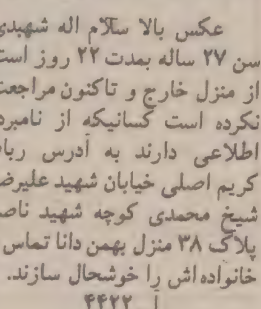 عکس بالا سلام اله شهیدی
سن ۲۷ ساله بمدت ۲۲ روز است
از منزل خارج و تاکنون مراجعت
نکرده است کسانیکه از نامبرده
اطلاعی دارند به آدرس رباط
کریم اصلی خیابان شهید علیرضا
شیخ محمدی کوچه شهید ناصر
پلاک ۳۸ منزل بهمن دانا تماس و
خانواده‌اش را خوشحال سازند.
آ ـ ۴۴۲۲